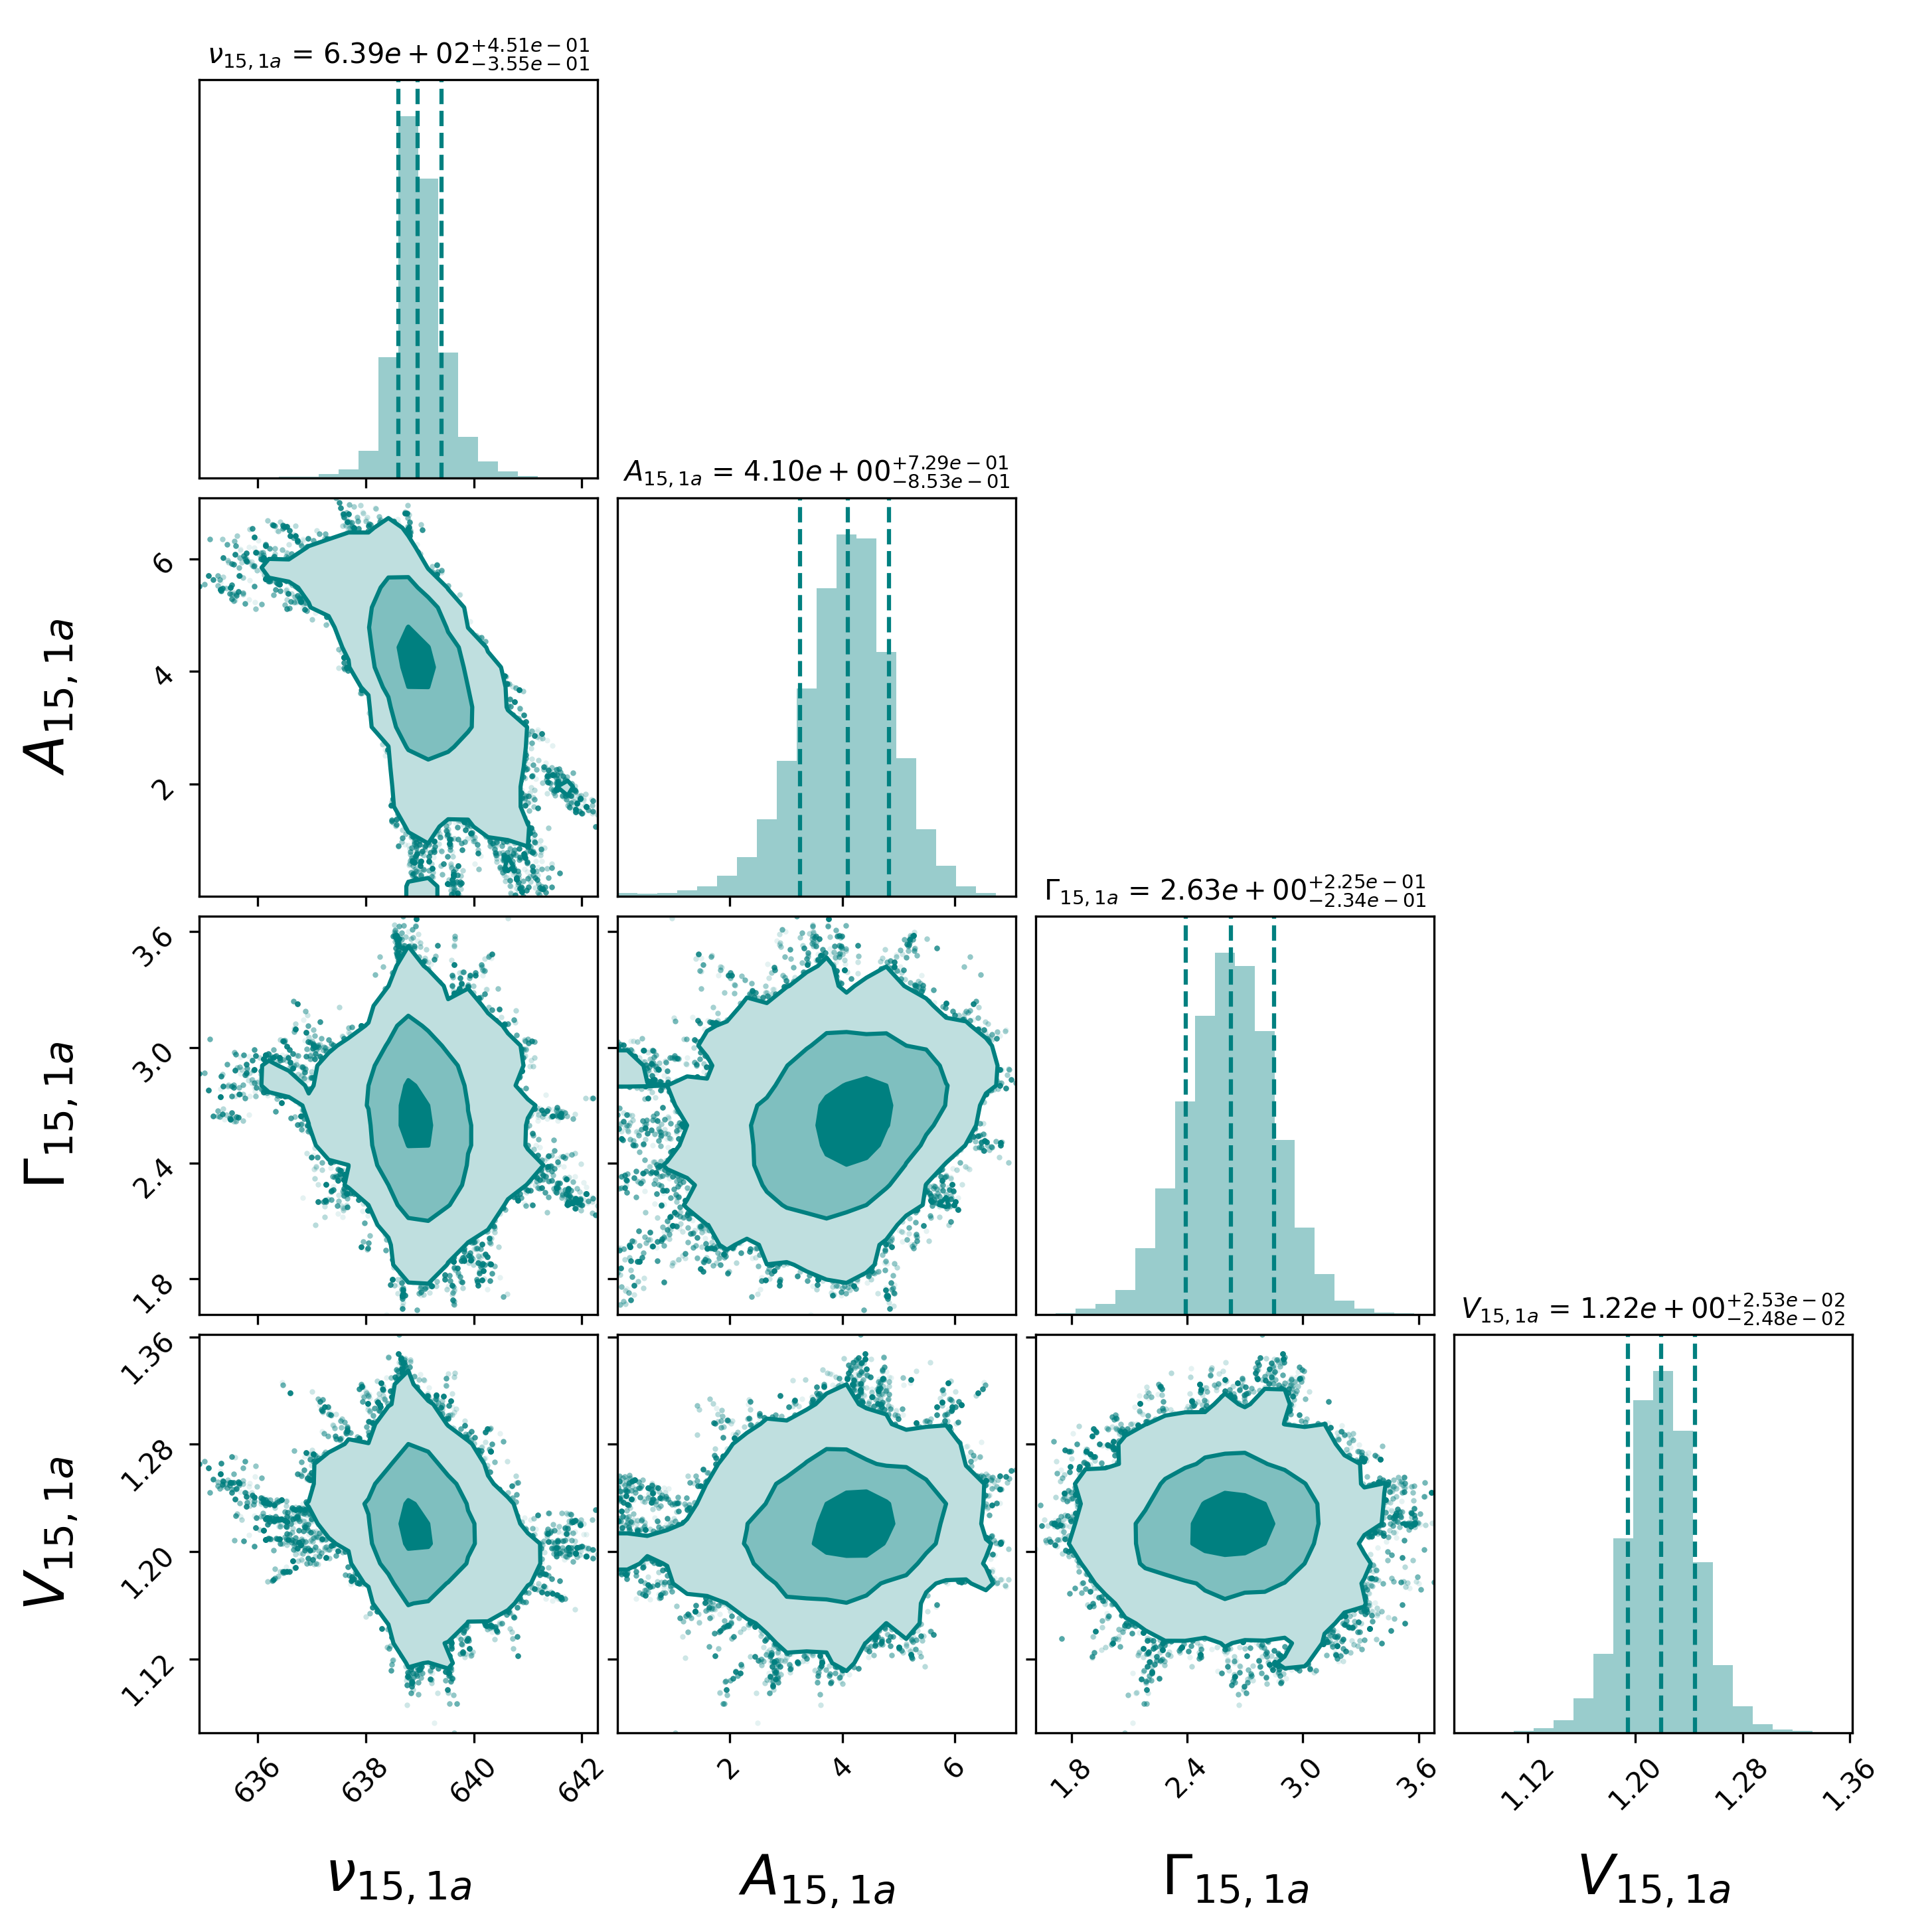 ν15,1a = 6.39e + 02 +4.51e − 01 −3.55e − 01
A15,1a = 4.10e + 00 +7.29e − 01 −8.53e − 01
6
4
2
A15,1a
Γ15,1a = 2.63e + 00 +2.25e − 01 −2.34e − 01
3.6
3.0
2.4
1.8
Γ15,1a
V15,1a = 1.22e + 00 +2.53e − 02 −2.48e − 02
1.36
1.28
1.20
1.12
V15,1a
636 638 640 642 2 4 6 1.8 2.4 3.0 3.6 1.12 1.20 1.28 1.36
ν15,1a A15,1a Γ15,1a V15,1a